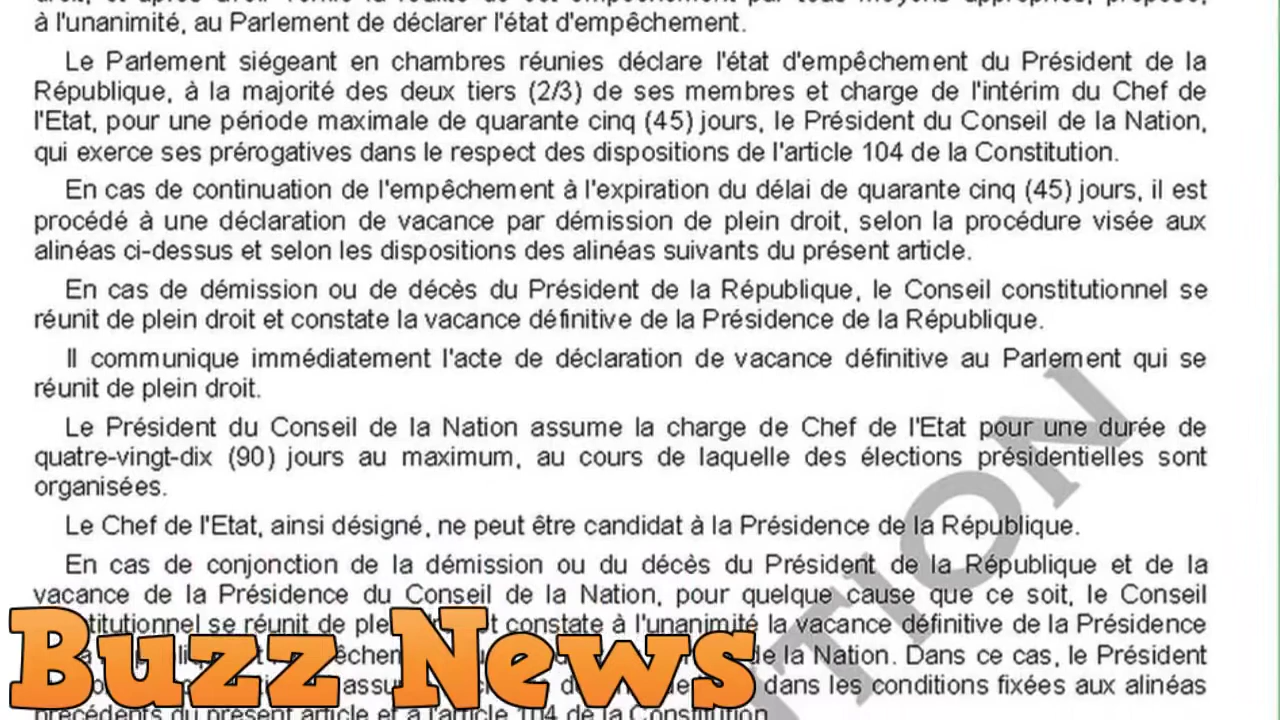 à l'unanimité, au Parlement de déclarer l'état d'empêchement.
Le Parlement siégeant en chambres réunies déclare l'état d'empêchement du Président de la
République, à la majorité des deux tiers (2/3) de ses membres et charge de l'intérim du Chef de
l'Etat, pour une période maximale de quarante cinq (45) jours, le Président du Conseil de la Nation,
qui exerce ses prérogatives dans le respect des dispositions de l'article 104 de la Constitution.
En cas de continuation de l'empêchement à l'expiration du délai de quarante cinq (45) jours, il est
procédé à une déclaration de vacance par démission de plein droit, selon la procédure visée aux
alinéas ci-dessus et selon les dispositions des alinéas suivants du présent article.
En cas de démission ou de décès du Président de la République, le Conseil constitutionnel se
réunit de plein droit et constate la vacance définitive de la Présidence de la République.
Il communique immédiatement l'acte de déclaration de vacance définitive au Parlement qui se
réunit de plein droit.
Le Président du Conseil de la Nation assume la charge de Chef de l'Etat pour une durée de
quatre-vingt-dix (90) jours au maximum, au cours de laquelle des élections présidentielles sont
organisées.
Le Chef de l'Etat, ainsi désigné, ne peut être candidat à la Présidence de la République.
En cas de conjonction de la démission ou du décès du Président de la République et de la
vacance de la Présidence du Conseil de la Nation, pour quelque cause que ce soit, le Conseil
se réunit de constate à l'unanimité la vacance définitive de la Présidence
de la Nation. Dans ce cas, le Président
dans les conditions fixées aux alinéas
précédents du présent article et à l'article 104 de la Constitution.
Buzz News